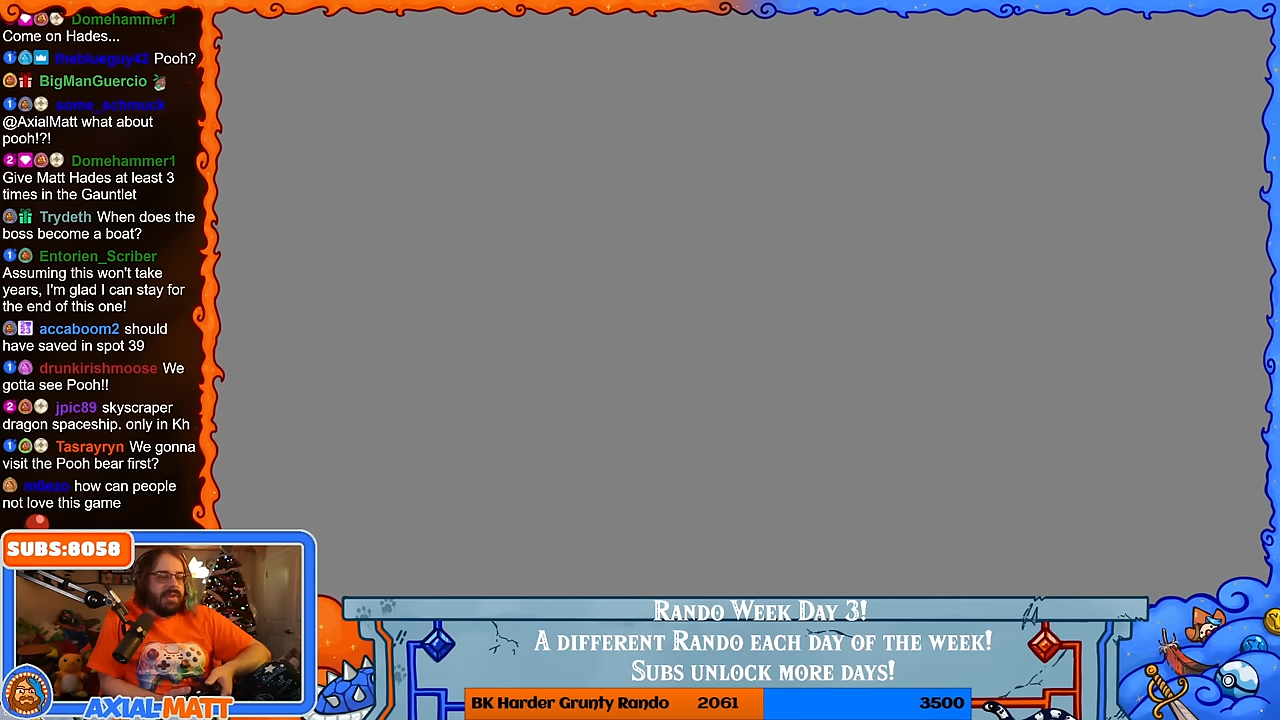 Domehammer1
Come on Hades...
theblueguy42 Pooh?
BigManGuercio
some_schmuck
@AxialMatt what about
pooh!?!
Domehammer1
Give Matt Hades at least 3
times in the Gauntlet
Trydeth When does the
boss become a boat?
Entorien_Scriber
Assuming this won't take
years, I'm glad I can stay for
the end of this one!
accaboom2 should
have saved in spot 39
drunkirishmoose We
gotta see Pooh!!
jpic89 skyscraper
dragon spaceship. only in Kh
Tasrayryn We gonna
visit the Pooh bear first?
m0ezo how can people
not love this game
SUBS:8058
AXIALMATT
Rando Week Day 3!
A different Rando each day of the week!
Subs unlock more days!
BK Harder Grunty Rando 2061 3500